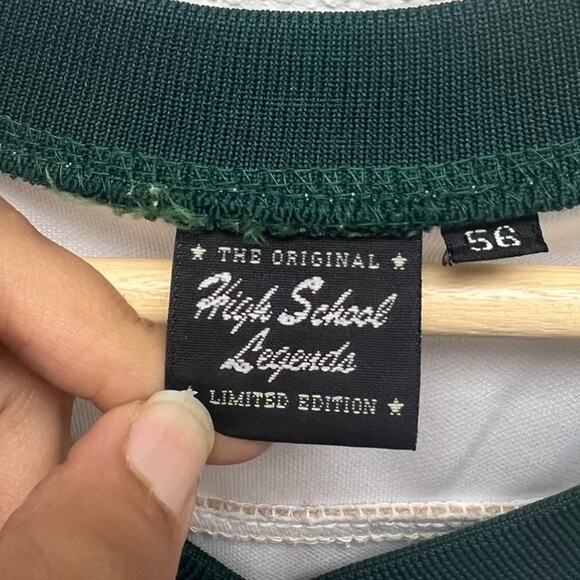 ★ THE ORIGINAL ★
High School
Legends
★ LIMITED EDITION ★
56